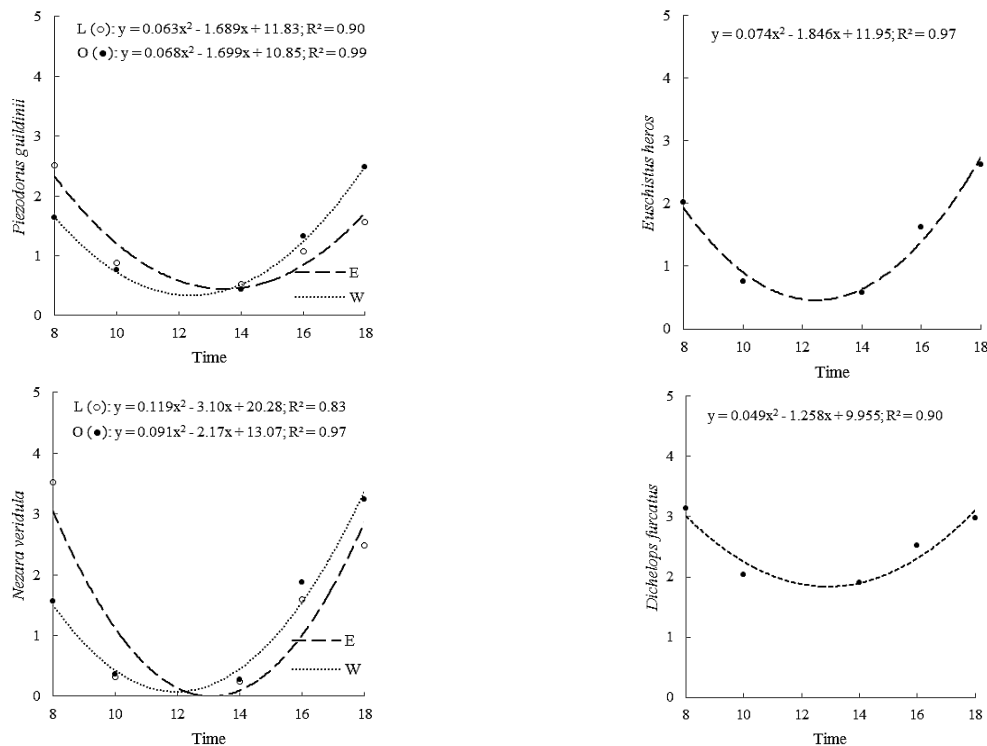 L (○): y = 0.063x² - 1.689x + 11.83; R² = 0.90
O (●): y = 0.068x² - 1.699x + 10.85; R² = 0.99
5
4
3
2
1
0
Piezodorus guildinii
E
W
8 10 12 14 16 18
Time
y = 0.074x² - 1.846x + 11.95; R² = 0.97
5
4
3
2
1
0
Euschistus heros
8 10 12 14 16 18
Time
L (○): y = 0.119x² - 3.10x + 20.28; R² = 0.83
O (●): y = 0.091x² - 2.17x + 13.07; R² = 0.97
5
4
3
2
1
0
Nezara veridula
E
W
8 10 12 14 16 18
Time
y = 0.049x² - 1.258x + 9.955; R² = 0.90
5
4
3
2
1
0
Dichelops furcatus
8 10 12 14 16 18
Time